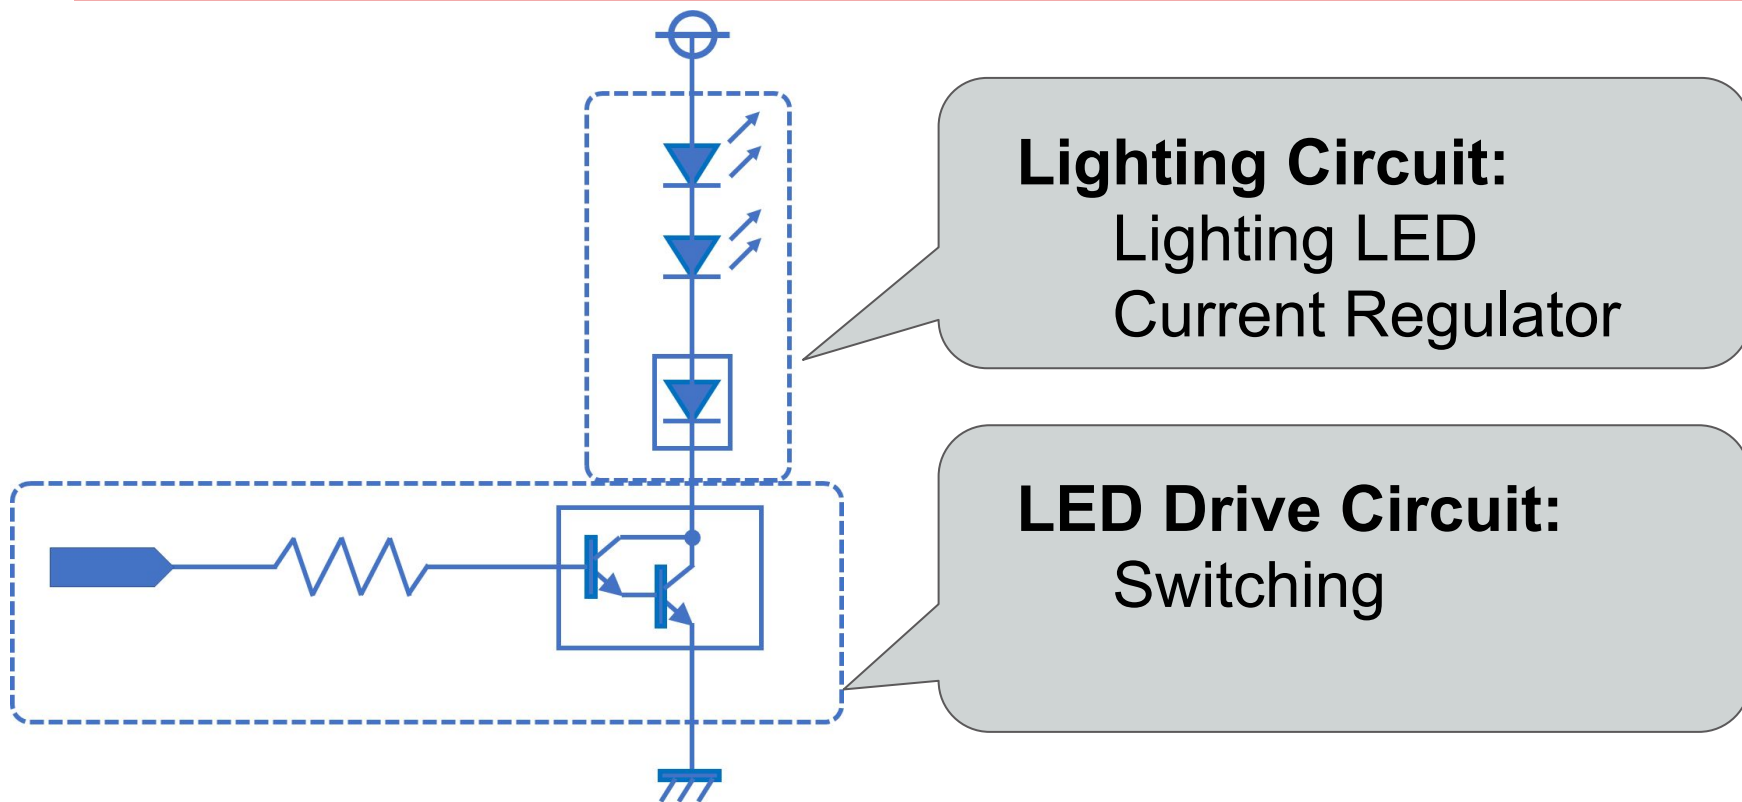 Lighting Circuit:
Lighting LED
Current Regulator
LED Drive Circuit:
Switching